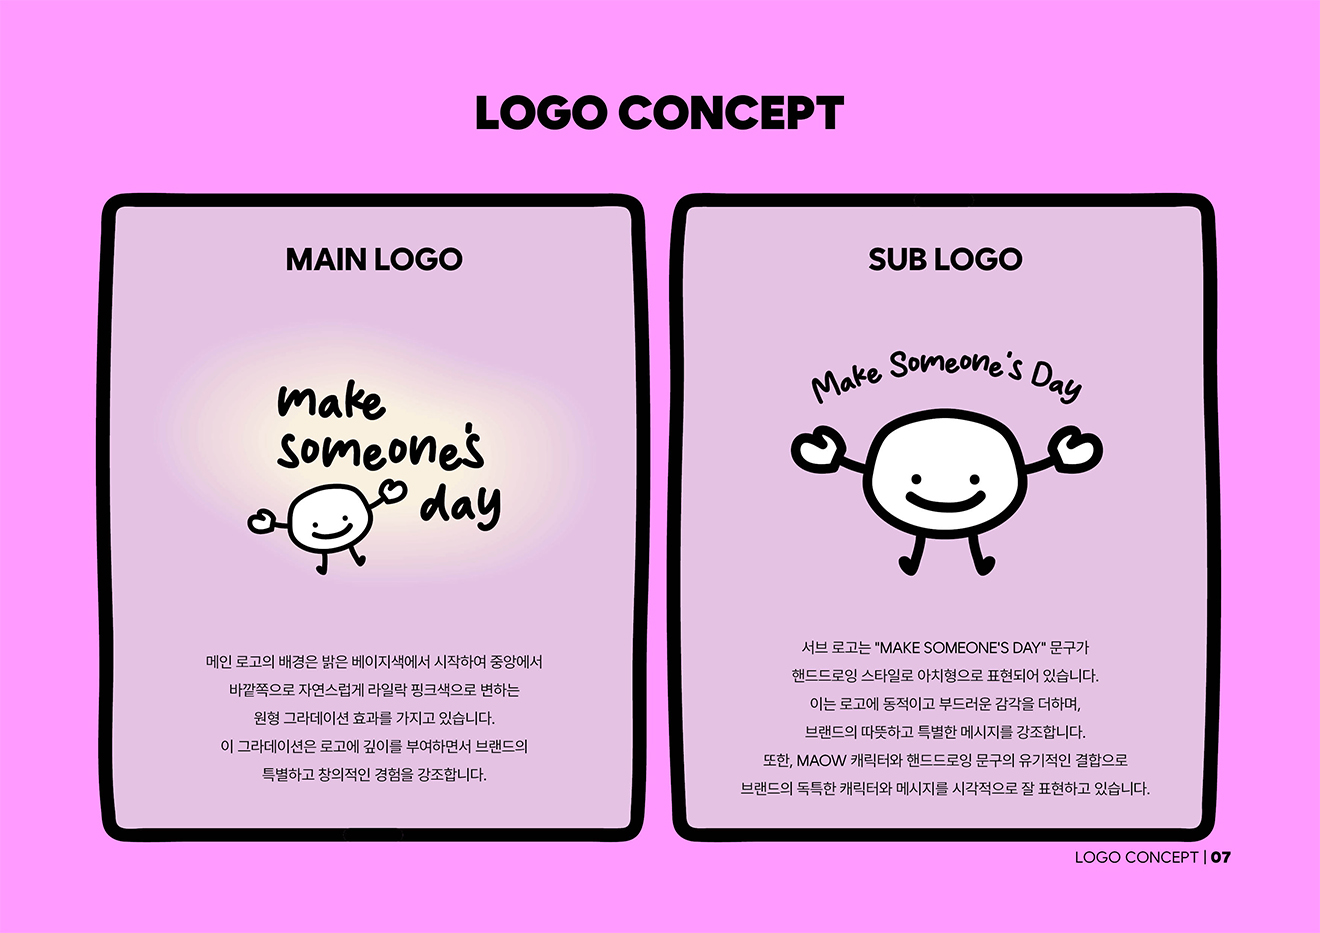 LOGO CONCEPT
MAIN LOGO
make
someone's
day
메인 로고의 배경은 밝은 베이지색에서 시작하여 중앙에서
바깥쪽으로 자연스럽게 라일락 핑크색으로 변하는
원형 그라데이션 효과를 가지고 있습니다.
이 그라데이션은 로고에 깊이를 부여하면서 브랜드의
특별하고 창의적인 경험을 강조합니다.
SUB LOGO
Make Someone's Day
서브 로고는 "MAKE SOMEONE'S DAY" 문구가
핸드드로잉 스타일로 아치형으로 표현되어 있습니다.
이는 로고에 동적이고 부드러운 감각을 더하며,
브랜드의 따뜻하고 특별한 메시지를 강조합니다.
또한, MAOW 캐릭터와 핸드드로잉 문구의 유기적인 결합으로
브랜드의 독특한 캐릭터와 메시지를 시각적으로 잘 표현하고 있습니다.
LOGO CONCEPT | 07